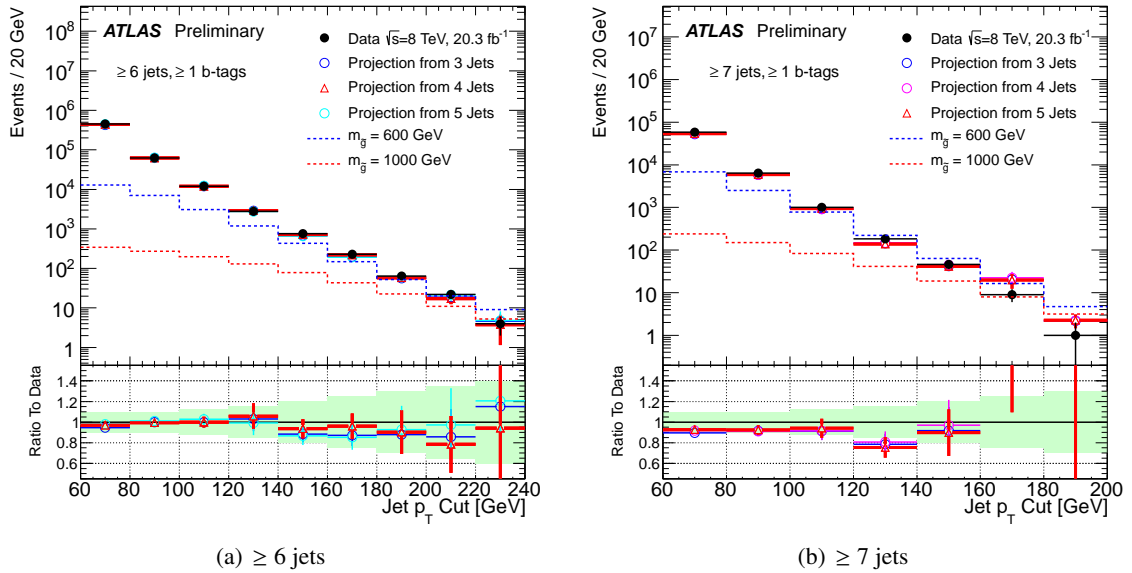 Events / 20 GeV
10^8
10^7
10^6
10^5
10^4
10^3
10^2
10
1
ATLAS Preliminary
≥ 6 jets, ≥ 1 b-tags
Data √s=8 TeV, 20.3 fb^-1
Projection from 3 Jets
Projection from 4 Jets
Projection from 5 Jets
m_g̃ = 600 GeV
m_g̃ = 1000 GeV
Ratio To Data
1.4
1.2
1
0.8
0.6
60 80 100 120 140 160 180 200 220 240
Jet p_T Cut [GeV]
(a) ≥ 6 jets
Events / 20 GeV
10^7
10^6
10^5
10^4
10^3
10^2
10
1
ATLAS Preliminary
≥ 7 jets, ≥ 1 b-tags
Data √s=8 TeV, 20.3 fb^-1
Projection from 3 Jets
Projection from 4 Jets
Projection from 5 Jets
m_g̃ = 600 GeV
m_g̃ = 1000 GeV
Ratio To Data
1.4
1.2
1
0.8
0.6
60 80 100 120 140 160 180 200
Jet p_T Cut [GeV]
(b) ≥ 7 jets